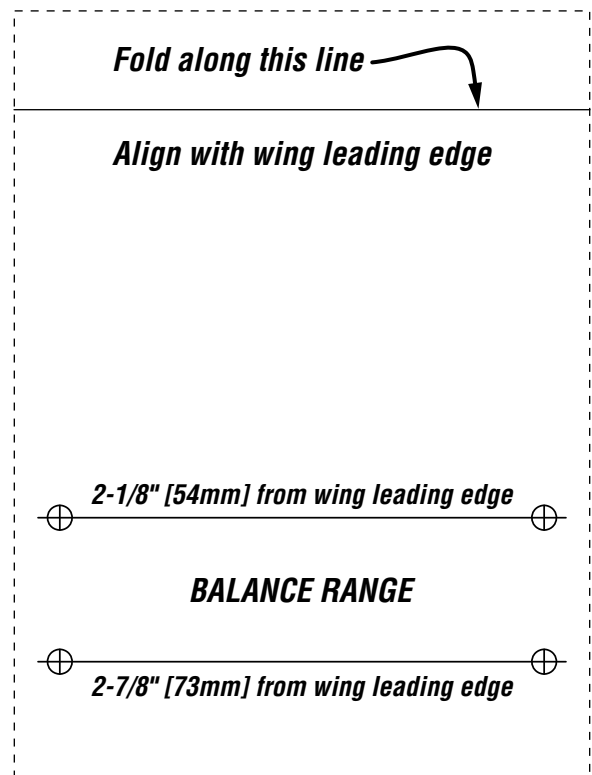 Fold along this line
Align with wing leading edge
2-1/8" [54mm] from wing leading edge
BALANCE RANGE
2-7/8" [73mm] from wing leading edge